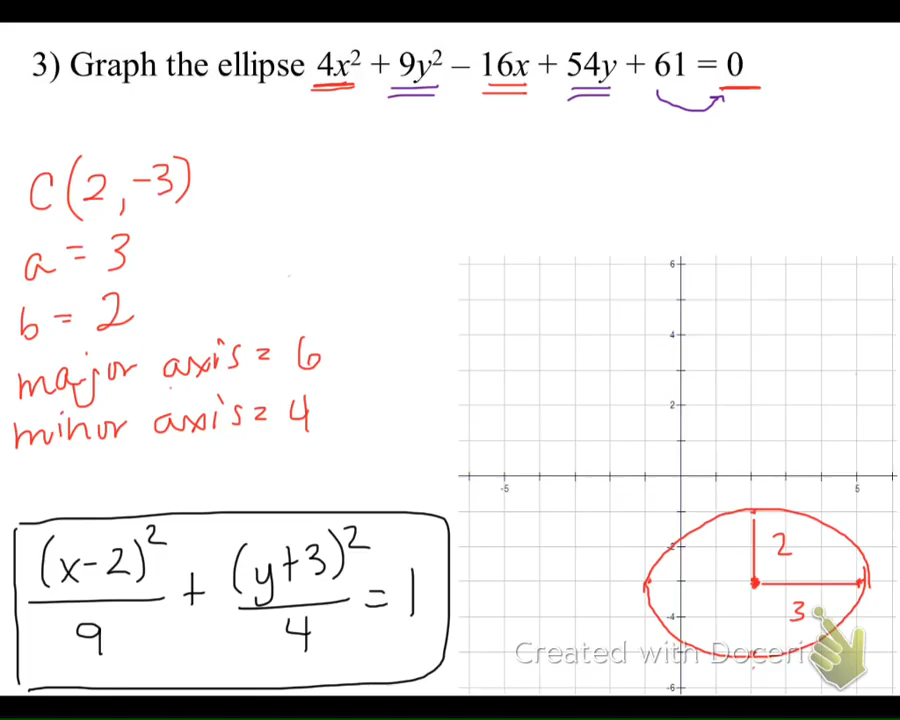 3) Graph the ellipse 4x² + 9y² – 16x + 54y + 61 = 0
C(2,-3)
a = 3
b = 2
major axis = 6
minor axis = 4
(x-2)²/9 + (y+3)²/4 = 1
6
4
2
-5
5
2
-2
3
-4
-6
Created with Doceri